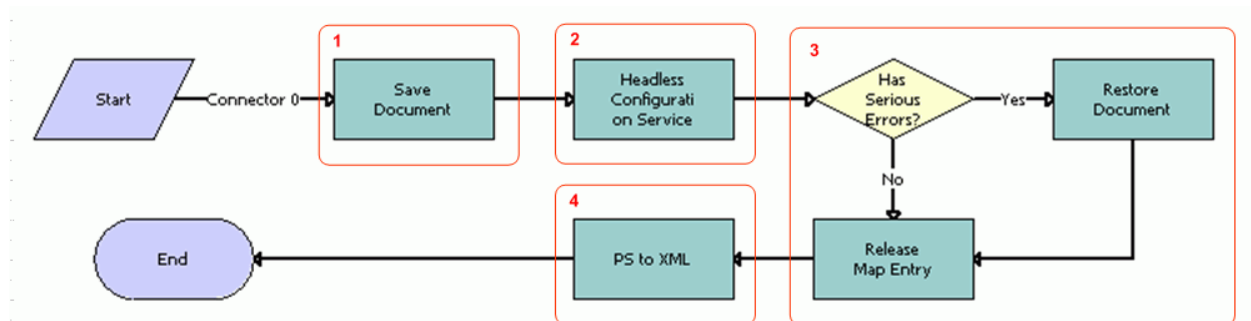 1
2
3
Start
Connector 0
Save
Document
Headless
Configurati
on Service
Has
Serious
Errors?
Yes
Restore
Document
No
4
End
PS to XML
Release
Map Entry